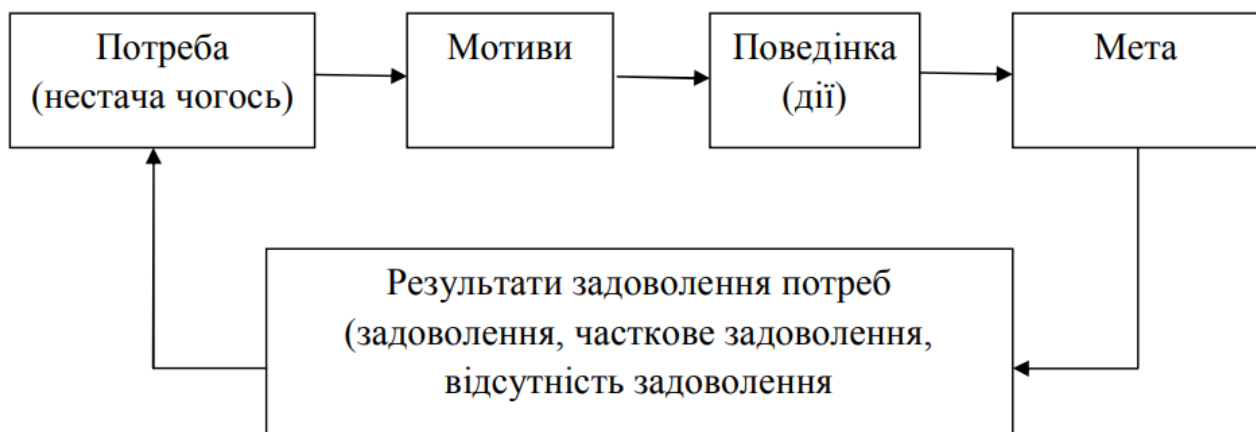 Потреба
(нестача чогось)
Мотиви
Поведінка
(дії)
Мета
Результати задоволення потреб
(задоволення, часткове задоволення,
відсутність задоволення